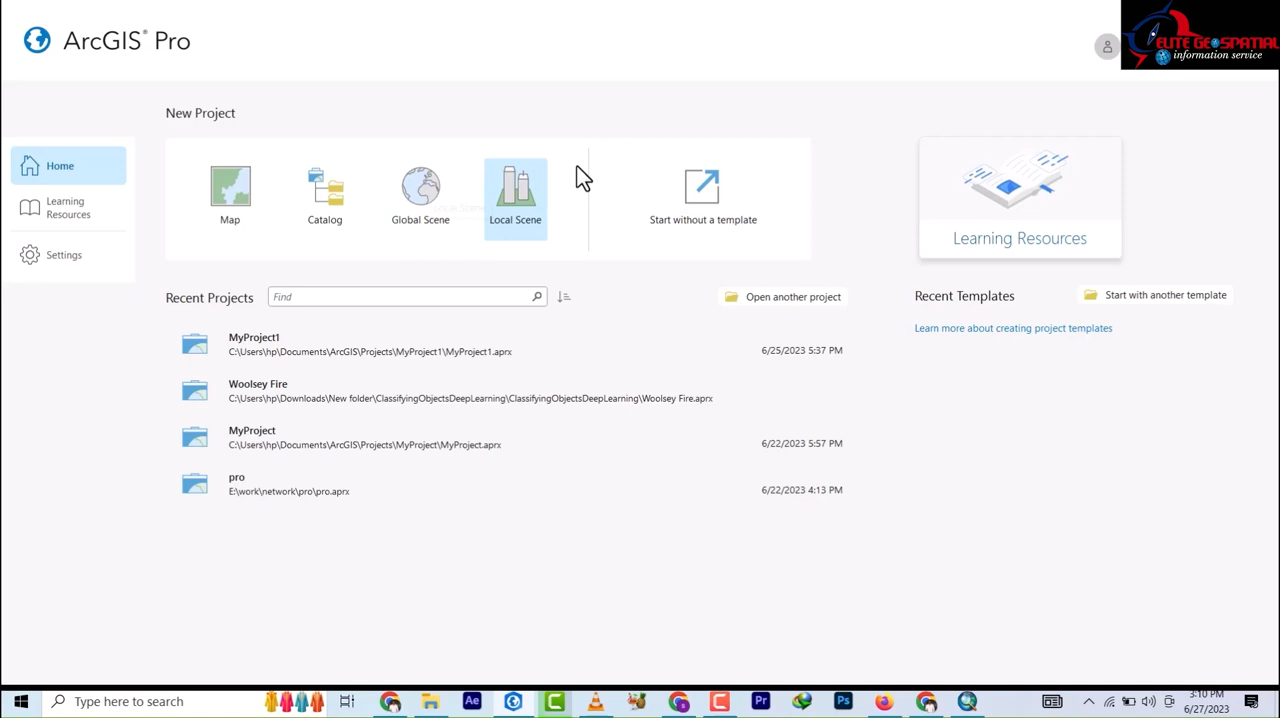 ArcGIS® Pro
ELITE GEOSPATIAL
information service
New Project
Home
Learning
Resources
Settings
Map
Catalog
Global Scene
Local Scene
Start without a template
Learning Resources
Recent Projects
Find
Open another project
Recent Templates
Start with another template
Learn more about creating project templates
MyProject1
C:\Users\hp\Documents\ArcGIS\Projects\MyProject1\MyProject1.aprx
6/25/2023 5:37 PM
Woolsey Fire
C:\Users\hp\Downloads\New folder\ClassifyingObjectsDeepLearning\ClassifyingObjectsDeepLearning\Woolsey Fire.aprx
MyProject
C:\Users\hp\Documents\ArcGIS\Projects\MyProject\MyProject.aprx
6/22/2023 5:57 PM
pro
E:\work\network\pro\pro.aprx
6/22/2023 4:13 PM
Type here to search
Ae
Pr
Ps
3:10 PM
6/27/2023